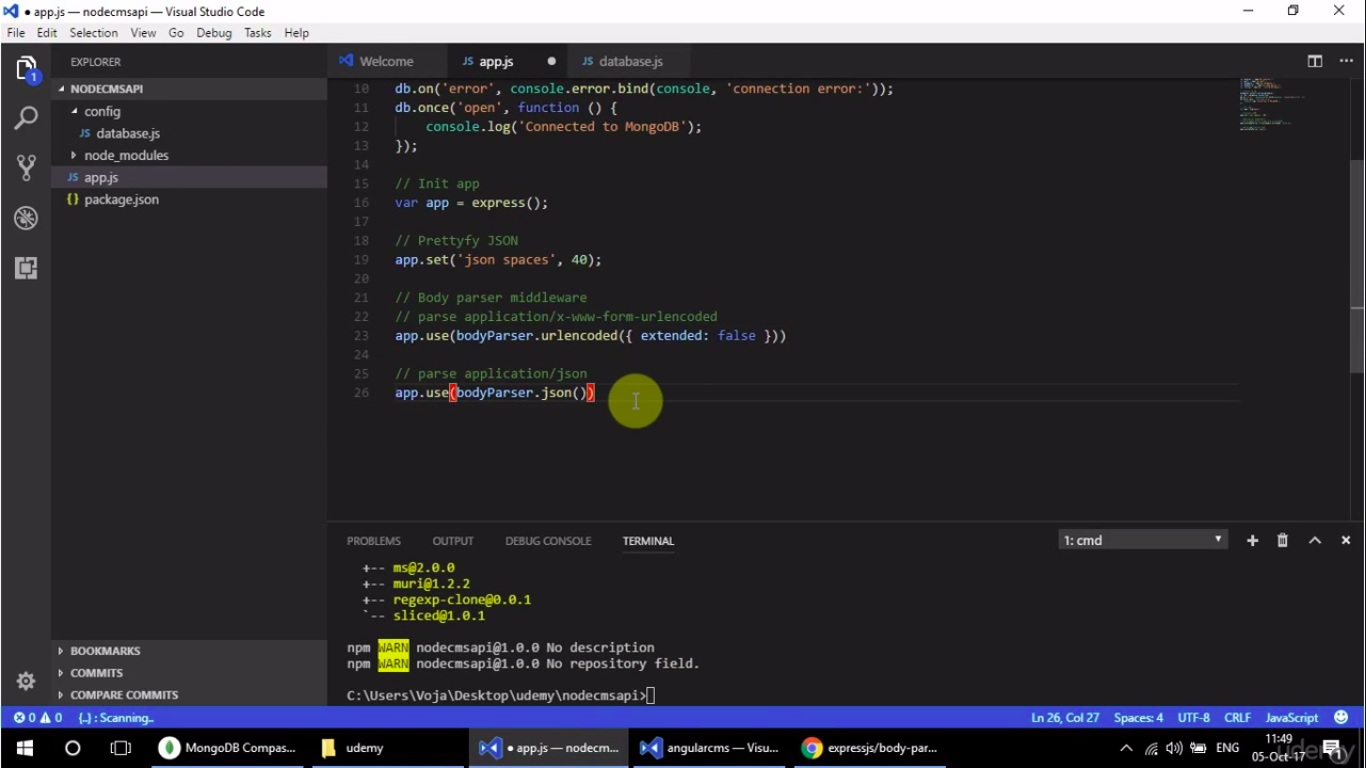 ● app.js — nodecmsapi — Visual Studio Code
File Edit Selection View Go Debug Tasks Help
EXPLORER
Welcome
JS app.js ●
JS database.js
NODECMSAPI
config
JS database.js
node_modules
JS app.js
{} package.json
10 db.on('error', console.error.bind(console, 'connection error:'));
11 db.once('open', function () {
12 console.log('Connected to MongoDB');
13 });
14
15 // Init app
16 var app = express();
17
18 // Prettyfy JSON
19 app.set('json spaces', 40);
20
21 // Body parser middleware
22 // parse application/x-www-form-urlencoded
23 app.use(bodyParser.urlencoded({ extended: false }))
24
25 // parse application/json
26 app.use(bodyParser.json())
PROBLEMS OUTPUT DEBUG CONSOLE TERMINAL 1: cmd
+-- ms@2.0.0
+-- muri@1.2.2
+-- regexp-clone@0.0.1
`-- sliced@1.0.1
npm WARN nodecmsapi@1.0.0 No description
npm WARN nodecmsapi@1.0.0 No repository field.
C:\Users\Voja\Desktop\udemy\nodecmsapi>
BOOKMARKS
COMMITS
COMPARE COMMITS
0 0 {..} : Scanning..
Ln 26, Col 27 Spaces: 4 UTF-8 CRLF JavaScript
MongoDB Compas...
udemy
● app.js — nodecm...
angularcms — Visu...
expressjs/body-par...
ENG
11:49
05-Oct-17
1
udemy